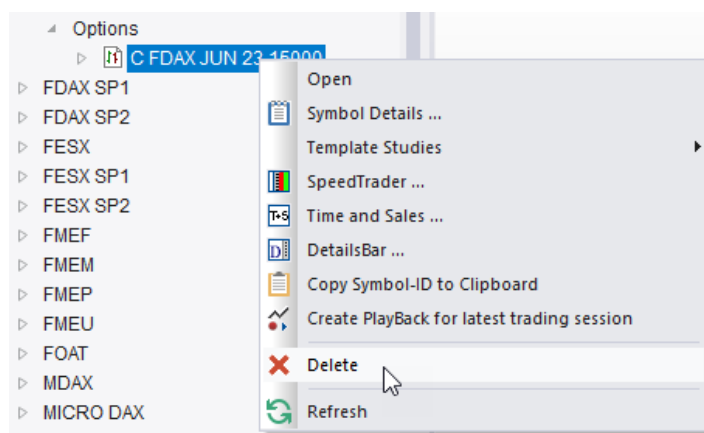 Options
C FDAX JUN 23 15000
FDAX SP1
FDAX SP2
FESX
FESX SP1
FESX SP2
FMEF
FMEM
FMEP
FMEU
FOAT
MDAX
MICRO DAX
Open
Symbol Details ...
Template Studies
SpeedTrader ...
T+S Time and Sales ...
D DetailsBar ...
Copy Symbol-ID to Clipboard
Create PlayBack for latest trading session
Delete
Refresh